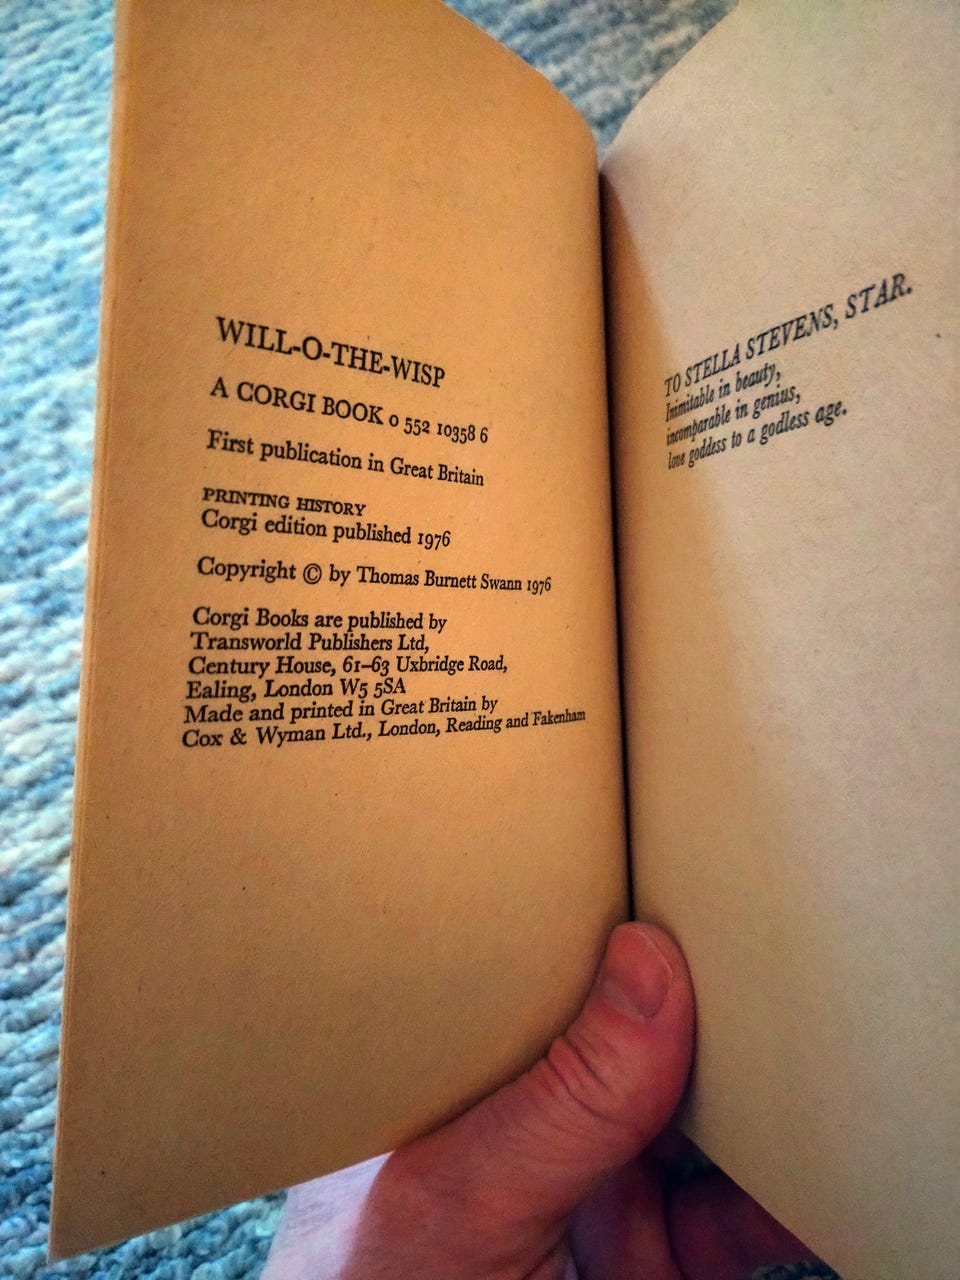 WILL-O-THE-WISP
A CORGI BOOK 0 552 10358 6
First publication in Great Britain
PRINTING HISTORY
Corgi edition published 1976
Copyright © by Thomas Burnett Swann 1976
Corgi Books are published by
Transworld Publishers Ltd,
Century House, 61–63 Uxbridge Road,
Ealing, London W5 5SA
Made and printed in Great Britain by
Cox & Wyman Ltd., London, Reading and Fakenham
TO STELLA STEVENS, STAR.
Inimitable in beauty,
incomparable in genius,
love goddess to a godless age.